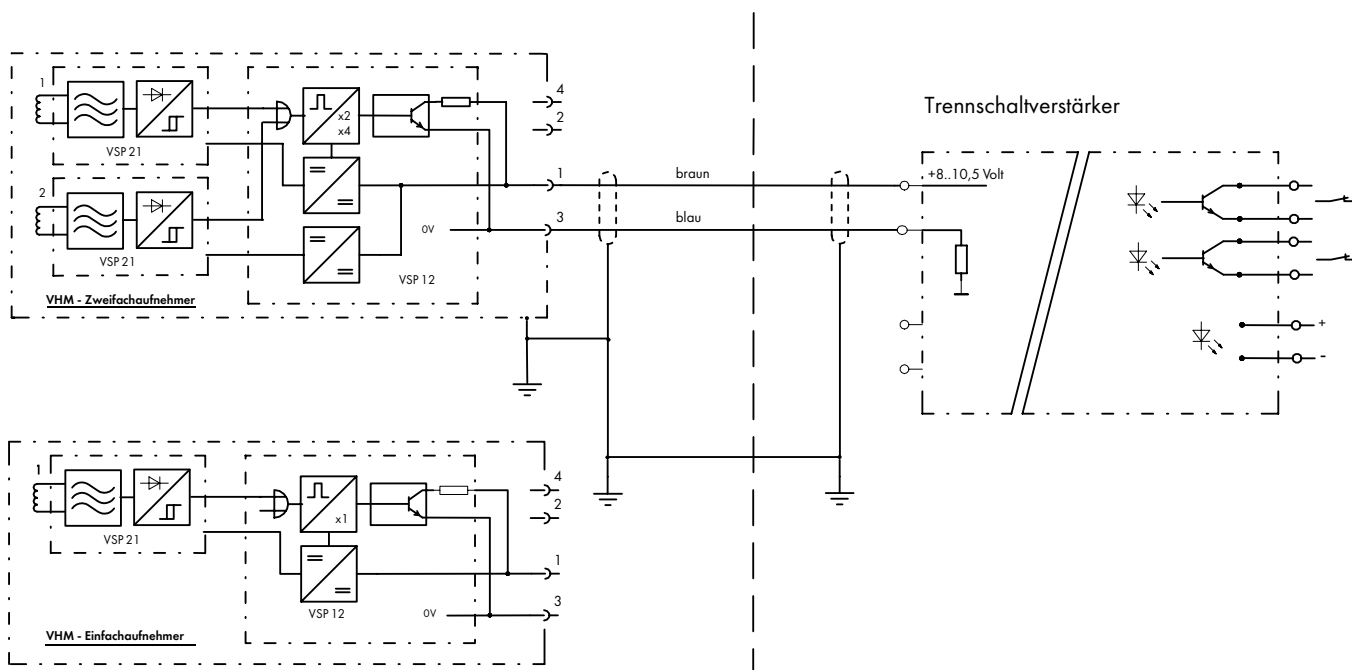 1
VSP 21
2
VSP 21
x2
x4
0V
VSP 12
4
2
1
3
VHM - Zweifachaufnehmer
braun
blau
Trennschaltverstärker
+8..10,5 Volt
+
-
1
VSP 21
x1
VSP 12
0V
4
2
1
3
VHM - Einfachaufnehmer